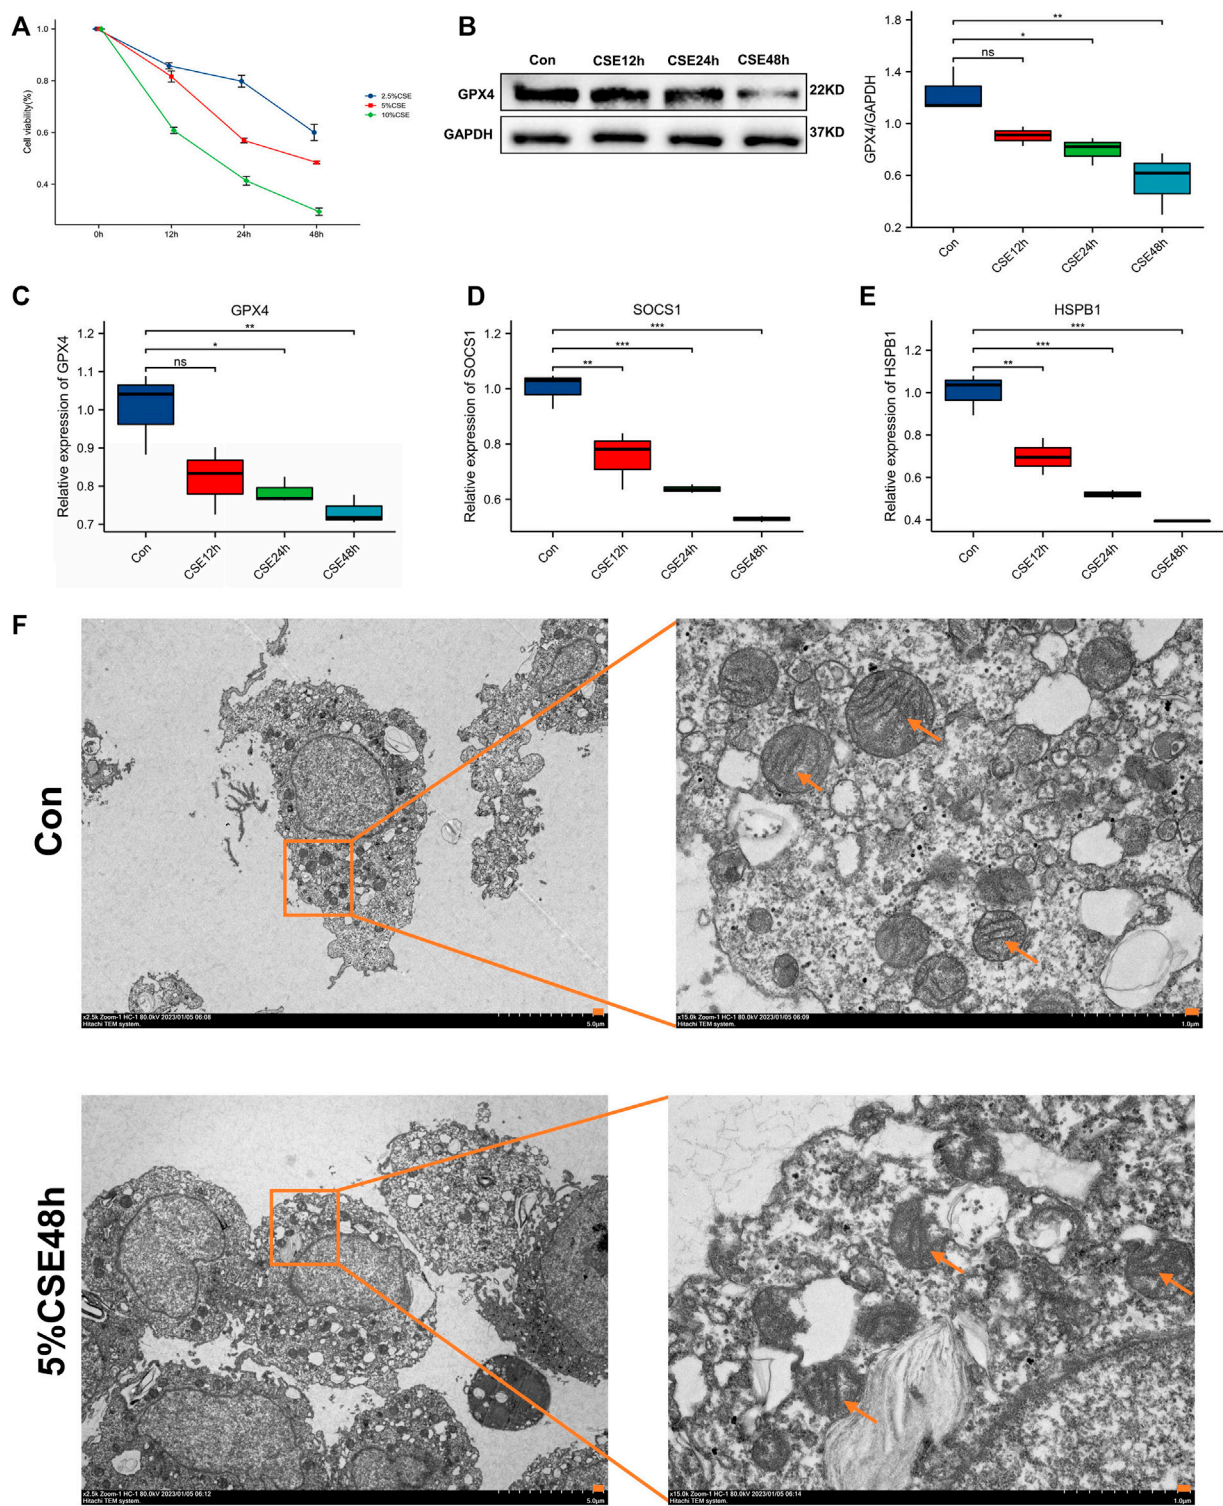 A
Cell viability(%)
1.0
0.8
0.6
0.4
0h
12h
24h
48h
2.5%CSE
5%CSE
10%CSE
B
Con
CSE12h
CSE24h
CSE48h
GPX4
22KD
GAPDH
37KD
GPX4/GAPDH
1.8
1.4
1.0
0.6
0.2
**
*
ns
Con
CSE12h
CSE24h
CSE48h
C
GPX4
Relative expression of GPX4
1.2
1.1
1.0
0.9
0.8
0.7
**
*
ns
Con
CSE12h
CSE24h
CSE48h
D
SOCS1
Relative expression of SOCS1
1.2
1.0
0.8
0.6
***
***
**
Con
CSE12h
CSE24h
CSE48h
E
HSPB1
Relative expression of HSPB1
1.2
1.0
0.8
0.6
0.4
***
***
**
Con
CSE12h
CSE24h
CSE48h
F
Con
x2.5k Zoom-1 HC-1 80.0kV 2023/01/05 06:08
Hitachi TEM system.
5.0μm
x15.0k Zoom-1 HC-1 80.0kV 2023/01/05 06:09
Hitachi TEM system.
1.0μm
5%CSE48h
x2.5k Zoom-1 HC-1 80.0kV 2023/01/05 06:12
Hitachi TEM system.
5.0μm
x15.0k Zoom-1 HC-1 80.0kV 2023/01/05 06:14
Hitachi TEM system.
1.0μm